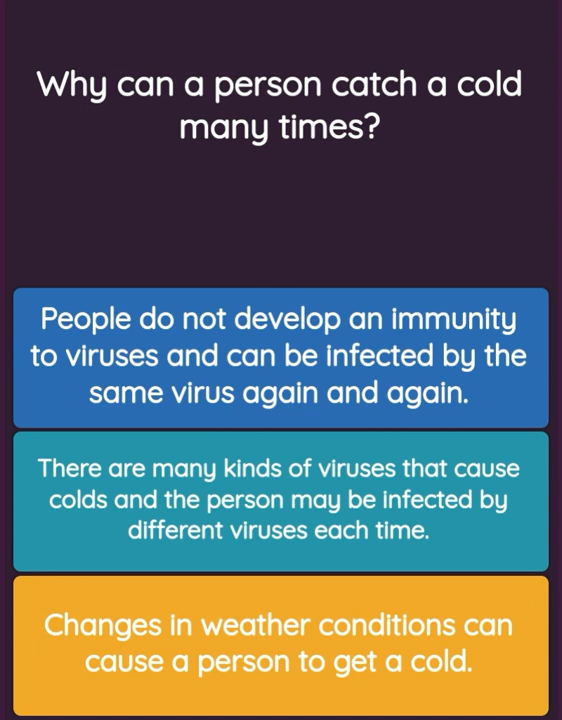 Why can a person catch a cold
many times?
People do not develop an immunity
to viruses and can be infected by the
same virus again and again.
There are many kinds of viruses that cause
colds and the person may be infected by
different viruses each time.
Changes in weather conditions can
cause a person to get a cold.